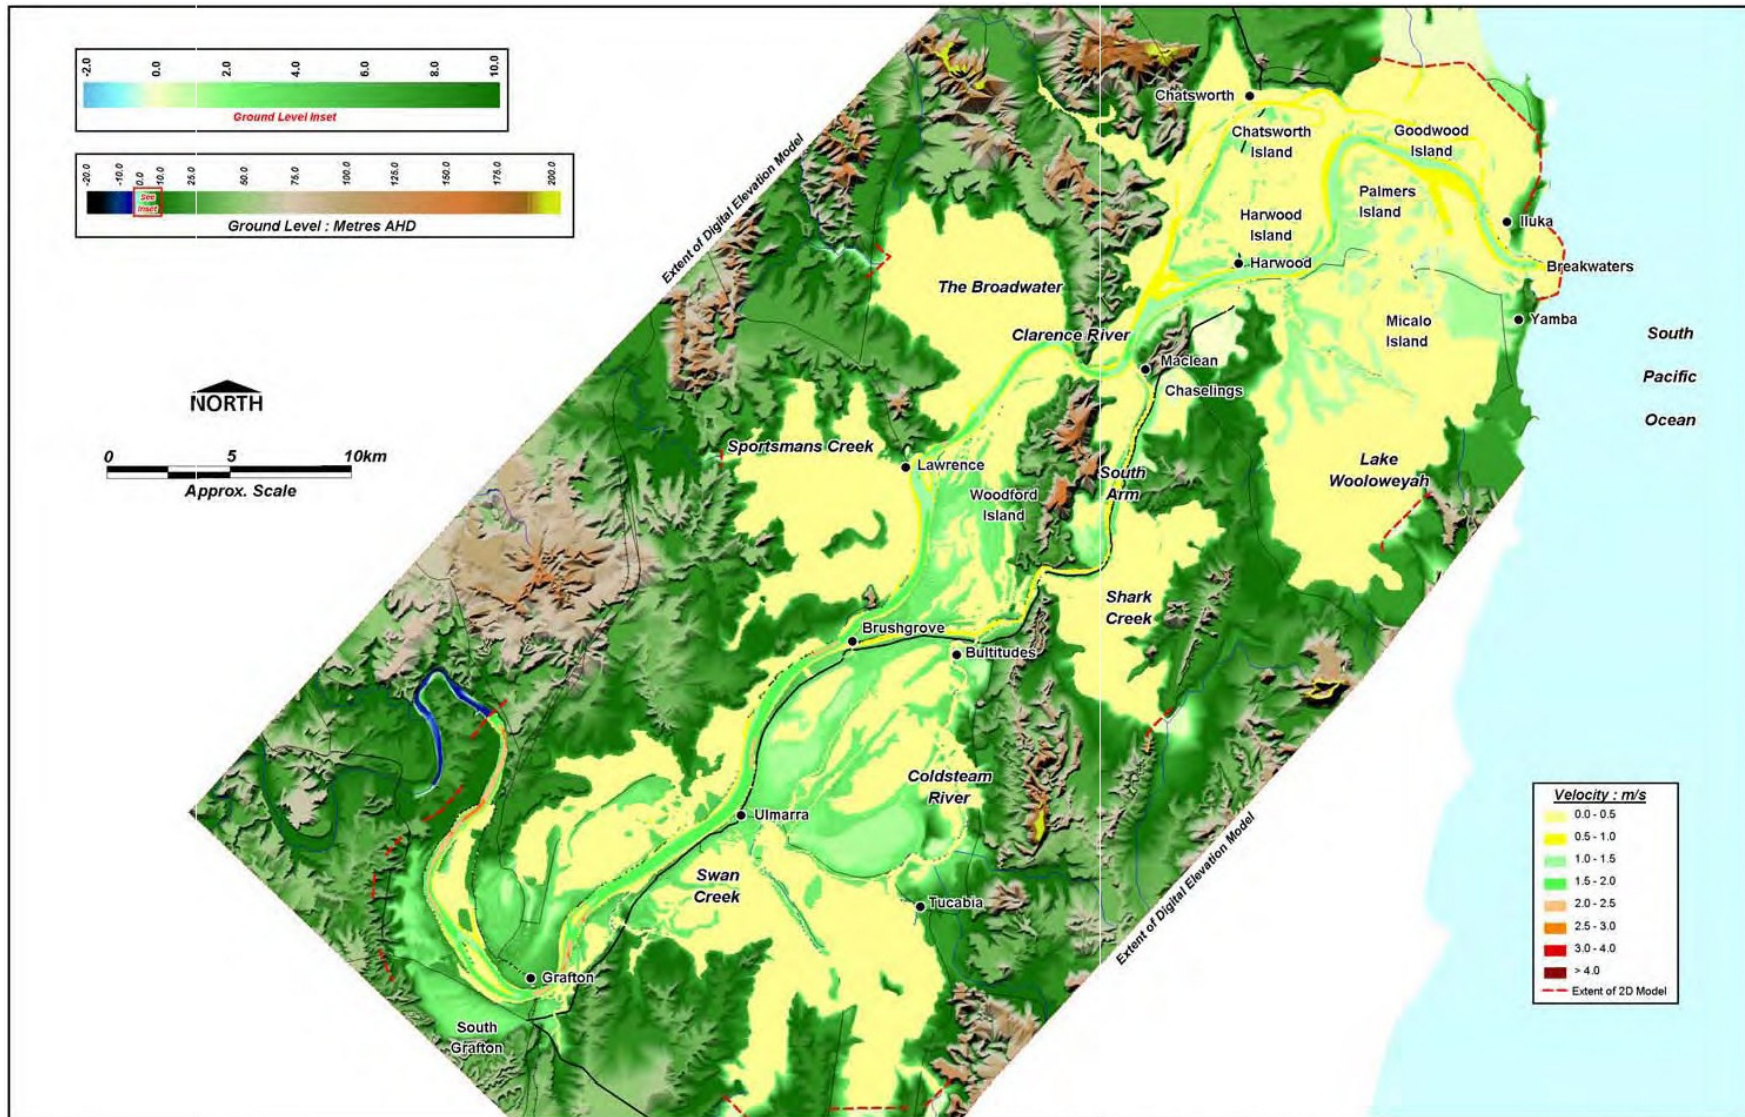 -2.0
0.0
2.0
4.0
6.0
8.0
10.0
Ground Level Inset
-20.0
-10.0
0.0
10.0
25.0
50.0
75.0
100.0
125.0
150.0
175.0
200.0
See
Inset
Ground Level : Metres AHD
NORTH
0
5
10km
Approx. Scale
Extent of Digital Elevation Model
Chatsworth
Chatsworth
Island
Goodwood
Island
Palmers
Island
Harwood
Island
Iluka
Harwood
Breakwaters
The Broadwater
Clarence River
Micalo
Island
Yamba
South
Pacific
Ocean
Maclean
Chaselings
Sportsmans Creek
Lawrence
South
Arm
Lake
Wooloweyah
Woodford
Island
Shark
Creek
Brushgrove
Bultitudes
Coldsteam
River
Ulmarra
Swan
Creek
Tucabia
Grafton
South
Grafton
Extent of Digital Elevation Model
Velocity : m/s
0.0 - 0.5
0.5 - 1.0
1.0 - 1.5
1.5 - 2.0
2.0 - 2.5
2.5 - 3.0
3.0 - 4.0
> 4.0
Extent of 2D Model